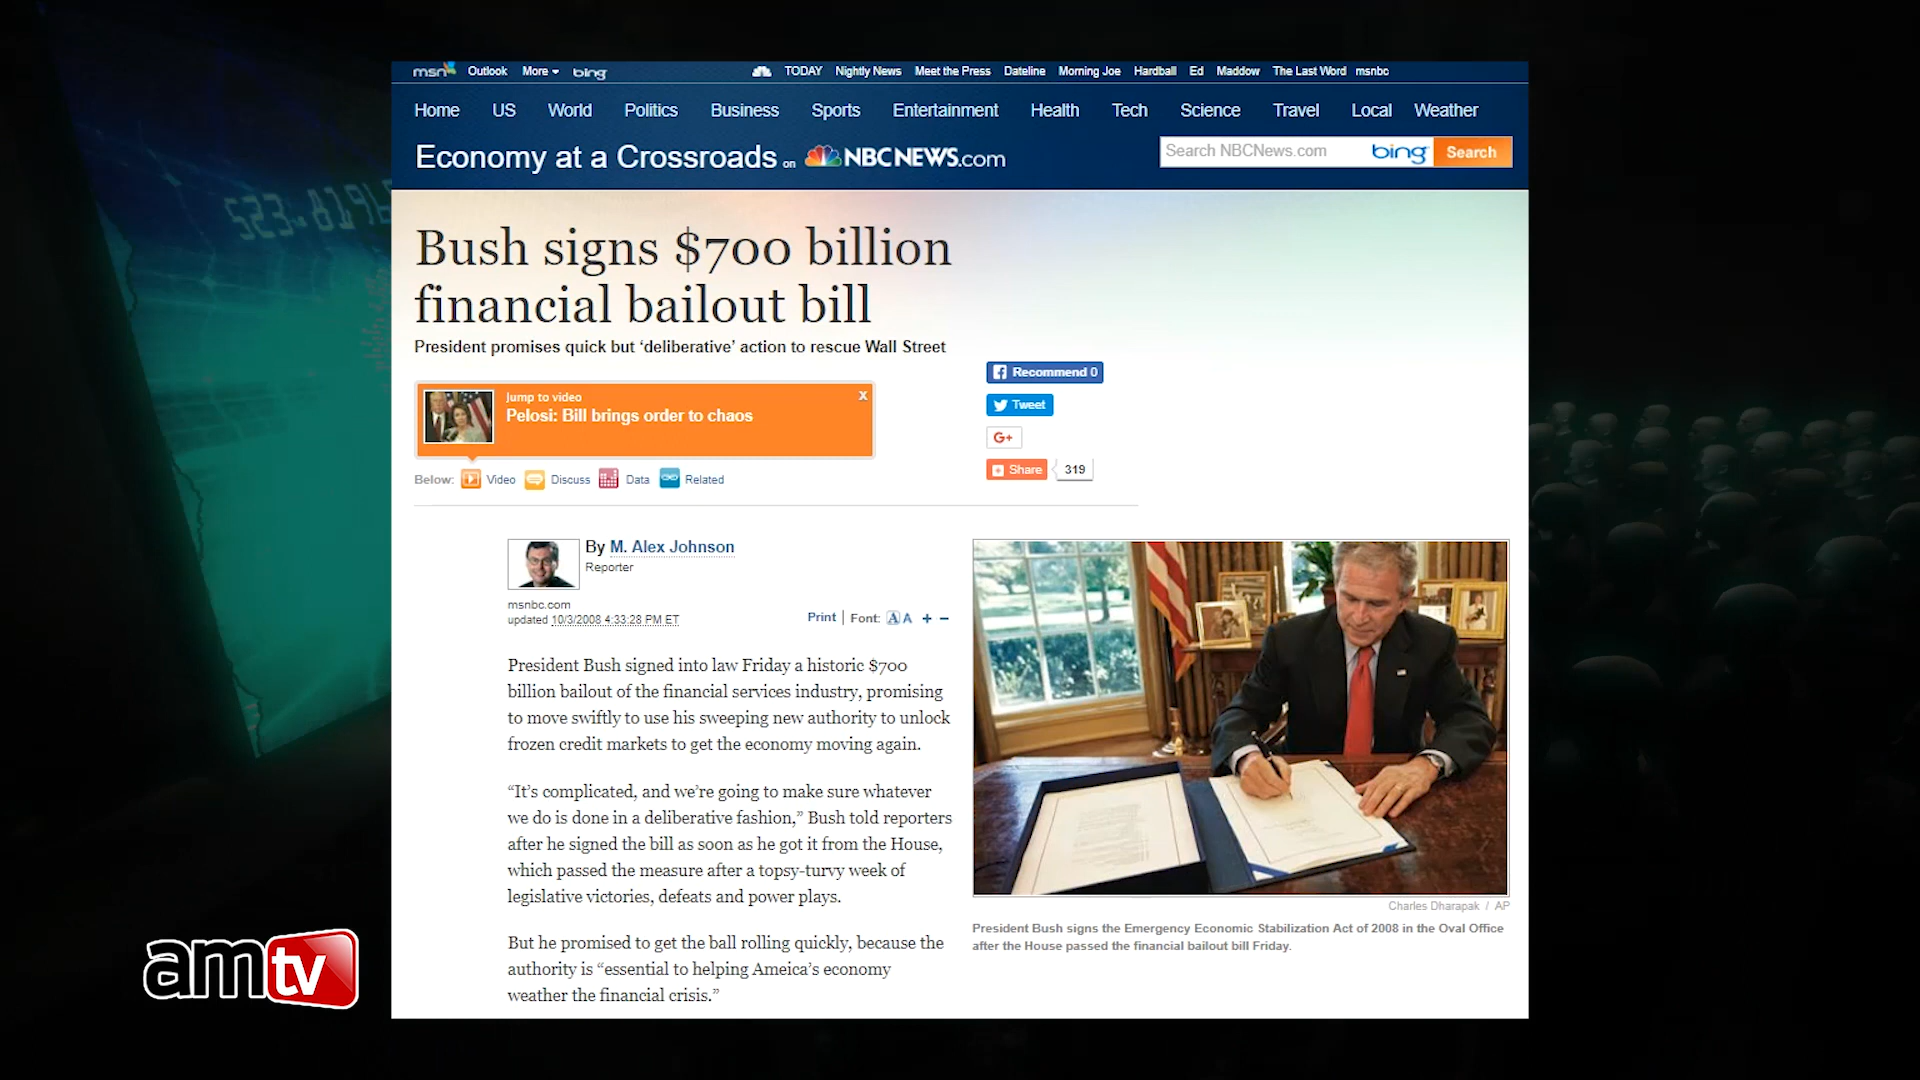 msn Outlook More bing TODAY Nightly News Meet the Press Dateline Morning Joe Hardball Ed Maddow The Last Word msnbc
Home US World Politics Business Sports Entertainment Health Tech Science Travel Local Weather
Economy at a Crossroads on NBCNEWS.com
Search NBCNews.com bing Search
Bush signs $700 billion
financial bailout bill
President promises quick but ‘deliberative’ action to rescue Wall Street
Jump to video x
Pelosi: Bill brings order to chaos
Below: Video Discuss Data Related
Recommend 0
Tweet
G+
Share 319
By M. Alex Johnson
Reporter
msnbc.com
updated 10/3/2008 4:33:28 PM ET
Print | Font: A A + −
President Bush signed into law Friday a historic $700
billion bailout of the financial services industry, promising
to move swiftly to use his sweeping new authority to unlock
frozen credit markets to get the economy moving again.
“It’s complicated, and we’re going to make sure whatever
we do is done in a deliberative fashion,” Bush told reporters
after he signed the bill as soon as he got it from the House,
which passed the measure after a topsy-turvy week of
legislative victories, defeats and power plays.
But he promised to get the ball rolling quickly, because the
authority is “essential to helping Ameica’s economy
weather the financial crisis.”
Charles Dharapak / AP
President Bush signs the Emergency Economic Stabilization Act of 2008 in the Oval Office
after the House passed the financial bailout bill Friday.
amtv